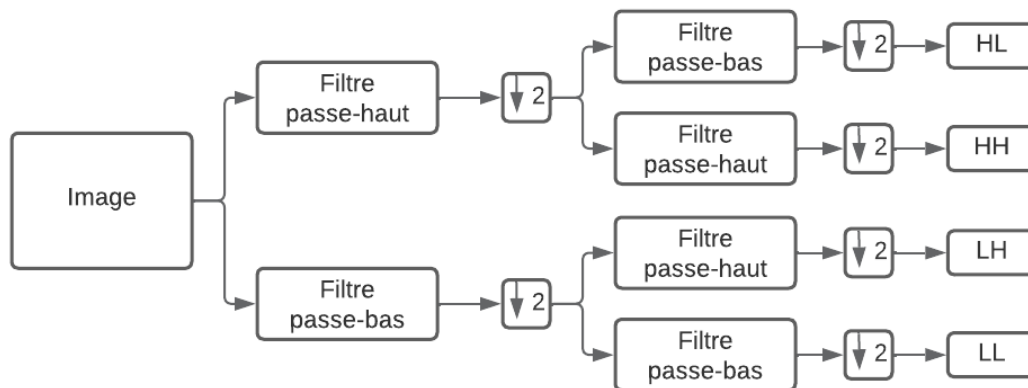 Image
Filtre
passe-haut
↓ 2
Filtre
passe-bas
↓ 2
HL
Filtre
passe-haut
↓ 2
HH
Filtre
passe-bas
↓ 2
Filtre
passe-haut
↓ 2
LH
Filtre
passe-bas
↓ 2
LL